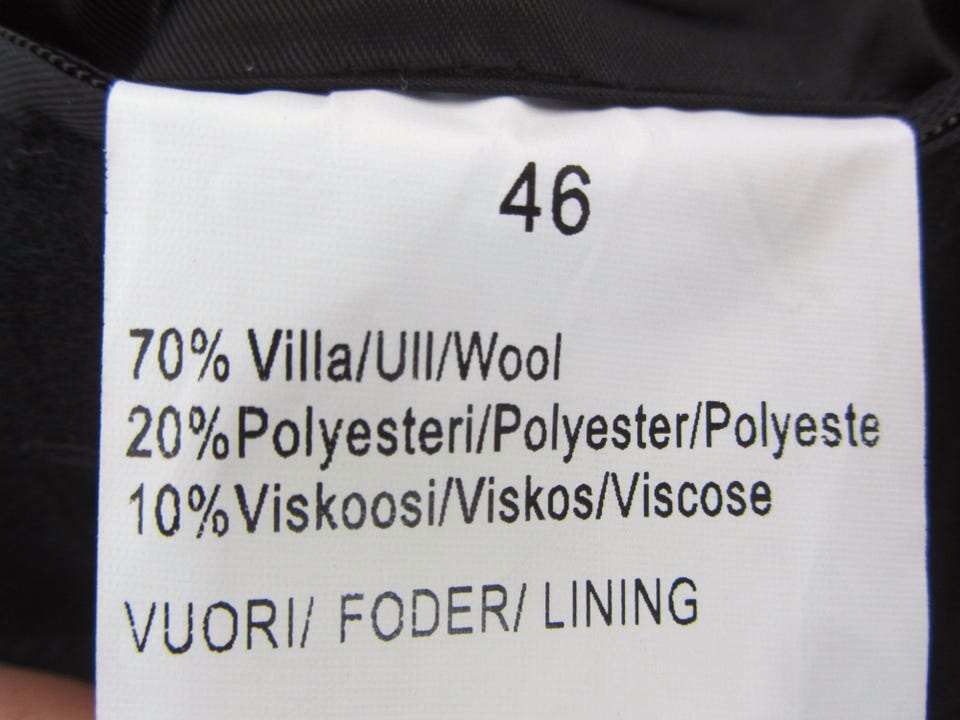 46
70% Villa/Ull/Wool
20%Polyesteri/Polyester/Polyeste
10%Viskoosi/Viskos/Viscose
VUORI/ FODER/ LINING